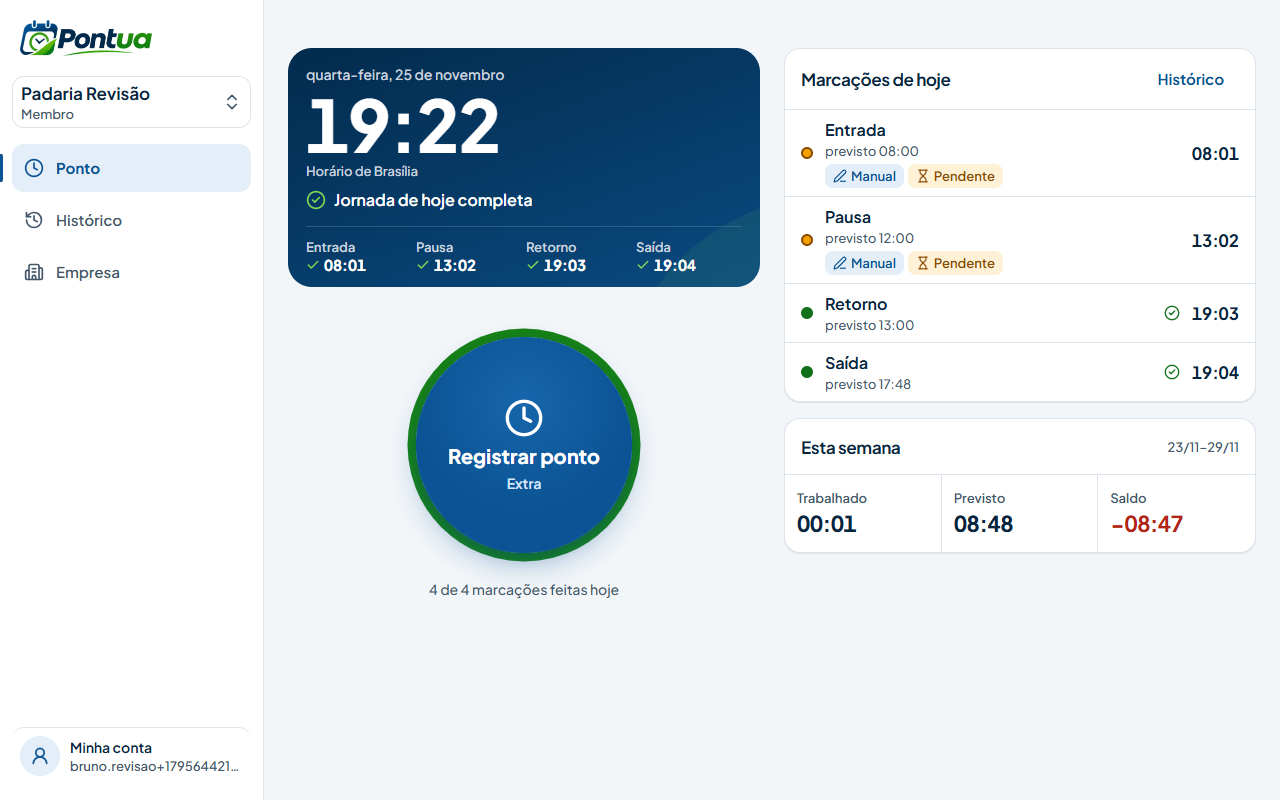 Pontua
Padaria Revisão
Membro
Ponto
Histórico
Empresa
Minha conta
bruno.revisao+179564421...
quarta-feira, 25 de novembro
19:22
Horário de Brasília
Jornada de hoje completa
Entrada Pausa Retorno Saída
08:01 13:02 19:03 19:04
Registrar ponto
Extra
4 de 4 marcações feitas hoje
Marcações de hoje Histórico
Entrada
previsto 08:00
Manual Pendente
08:01
Pausa
previsto 12:00
Manual Pendente
13:02
Retorno
previsto 13:00
19:03
Saída
previsto 17:48
19:04
Esta semana 23/11–29/11
Trabalhado Previsto Saldo
00:01 08:48 −08:47